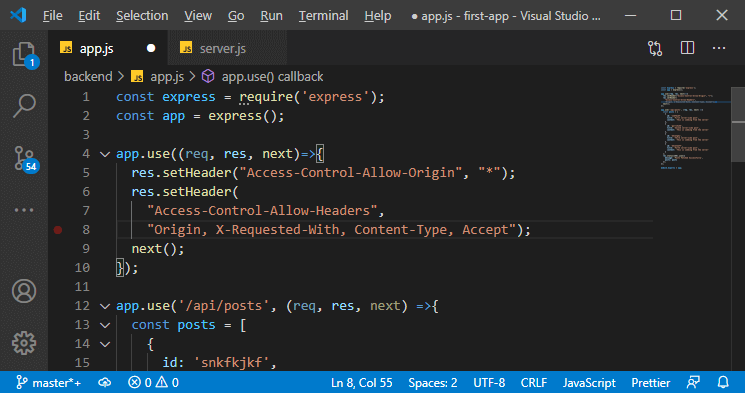 File Edit Selection View Go Run Terminal Help ● app.js - first-app - Visual Studio ...
JS app.js ● JS server.js
1
54
backend > JS app.js > app.use() callback
1 const express = require('express');
2 const app = express();
3
4 app.use((req, res, next)=>{
5 res.setHeader("Access-Control-Allow-Origin", "*");
6 res.setHeader(
7 "Access-Control-Allow-Headers",
8 "Origin, X-Requested-With, Content-Type, Accept");
9 next();
10 });
11
12 app.use('/api/posts', (req, res, next) =>{
13 const posts = [
14 {
15 id: 'snkfkjkf',
master*+ 0 0 Ln 8, Col 55 Spaces: 2 UTF-8 CRLF JavaScript Prettier